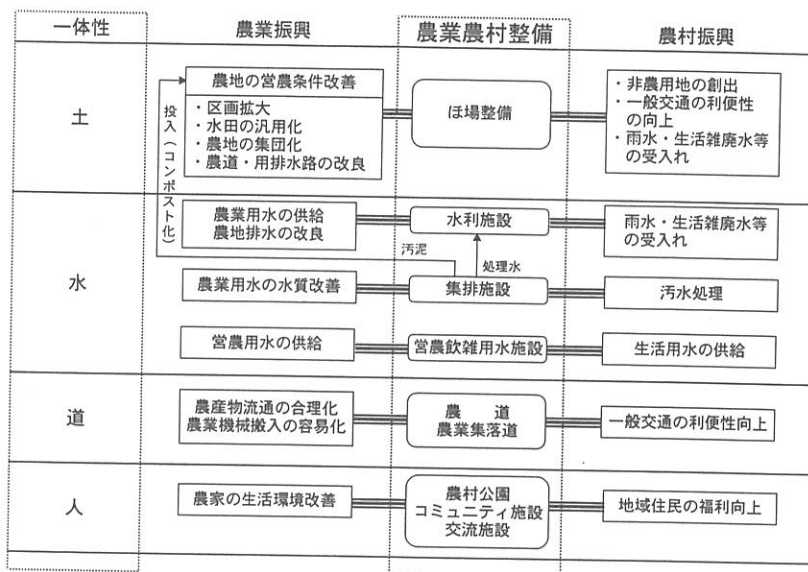 一体性
農業振興
農業農村整備
農村振興
土
投入（コンポスト化）
農地の営農条件改善
・区画拡大
・水田の汎用化
・農地の集団化
・農道・用排水路の改良
ほ場整備
・非農用地の創出
・一般交通の利便性
の向上
・雨水・生活雑廃水等
の受入れ
水
農業用水の供給
農地排水の改良
水利施設
雨水・生活雑廃水等
の受入れ
汚泥
処理水
農業用水の水質改善
集排施設
汚水処理
営農用水の供給
営農飲雑用水施設
生活用水の供給
道
農産物流通の合理化
農業機械搬入の容易化
農　道
農業集落道
一般交通の利便性向上
人
農家の生活環境改善
農村公園
コミュニティ施設
交流施設
地域住民の福利向上